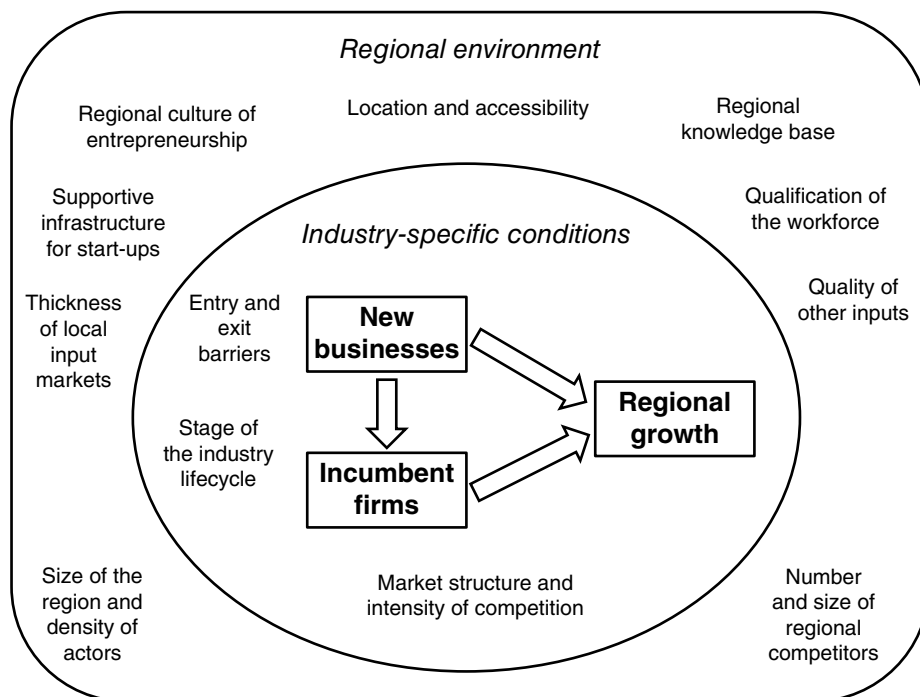 Regional environment
Regional culture of
entrepreneurship
Location and accessibility
Regional
knowledge base
Supportive
infrastructure
for start-ups
Qualification of
the workforce
Thickness
of local
input
markets
Quality of
other inputs
Industry-specific conditions
Entry and
exit
barriers
New
businesses
Regional
growth
Stage of
the industry
lifecycle
Incumbent
firms
Market structure and
intensity of competition
Size of the
region and
density of
actors
Number
and size of
regional
competitors